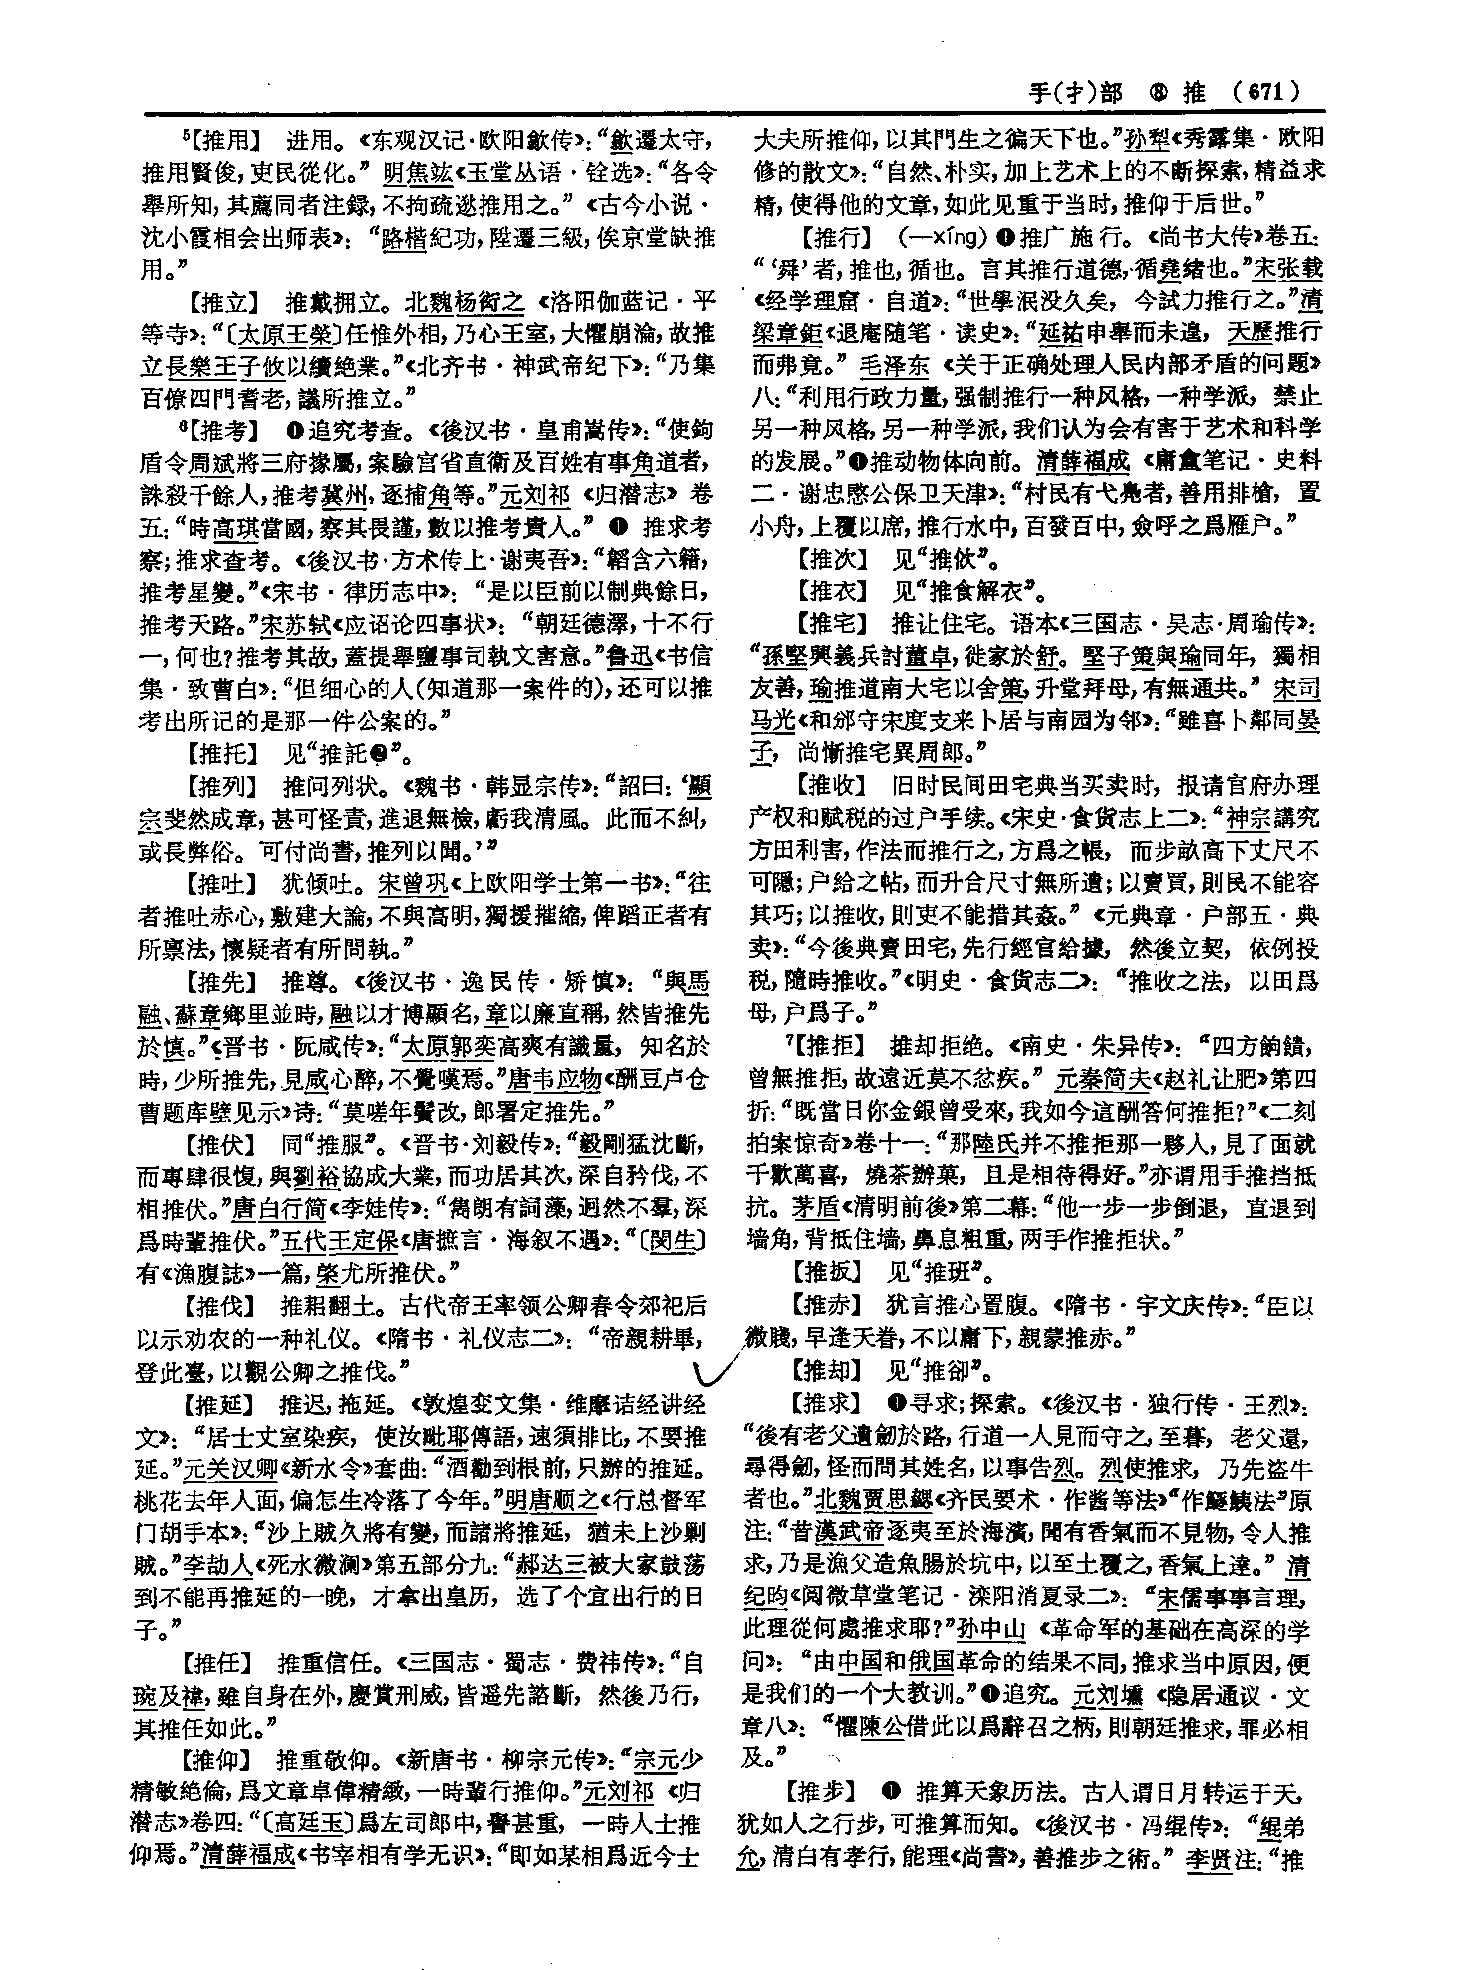 手(扌)部 ⑧ 推 (671)
⁵【推用】 进用。《东观汉记·欧阳歙传》：“歙遷太守，
推用賢俊，吏民從化。” 明焦竑《玉堂丛语·铨选》：“各令
舉所知，其薦同者注録，不拘疏逖推用之。”《古今小说·
沈小霞相会出师表》：“路楷紀功，陞遷三級，俟京堂缺推
用。”
【推立】 推戴拥立。北魏杨衒之《洛阳伽蓝记·平
等寺》：“〔太原王榮〕任惟外相，乃心王室，大懼崩淪，故推
立長樂王子攸以續絶業。”《北齐书·神武帝纪下》：“乃集
百僚四門耆老，議所推立。”
⁶【推考】 ❶追究考查。《後汉书·皇甫嵩传》：“使鉤
盾令周斌將三府掾屬，案驗宫省直衛及百姓有事角道者，
誅殺千餘人，推考冀州，逐捕角等。”元刘祁《归潜志》卷
五：“時高琪當國，察其畏謹，數以推考責人。” ❶ 推求考
察；推求查考。《後汉书·方术传上·谢夷吾》：“韜含六籍，
推考星變。”《宋书·律历志中》：“是以臣前以制典餘日，
推考天路。”宋苏轼《应诏论四事状》：“朝廷德澤，十不行
一，何也？推考其故，蓋提舉鹽事司執文害意。”鲁迅《书信
集·致曹白》：“但细心的人(知道那一案件的)，还可以推
考出所记的是那一件公案的。”
【推托】 见“推託❷”。
【推列】 推问列状。《魏书·韩显宗传》：“詔曰：‘顯
宗斐然成章，甚可怪責，進退無檢，虧我清風。此而不糾，
或長弊俗。可付尚書，推列以聞。’”
【推吐】 犹倾吐。宋曾巩《上欧阳学士第一书》：“往
者推吐赤心，敷建大論，不與高明，獨援摧縮，俾蹈正者有
所禀法，懷疑者有所問執。”
【推先】 推尊。《後汉书·逸民传·矫慎》：“與馬
融、蘇章鄉里並時，融以才博顯名，章以廉直稱，然皆推先
於慎。”《晋书·阮咸传》：“太原郭奕高爽有識量，知名於
時，少所推先，見咸心醉，不覺嘆焉。”唐韦应物《酬豆卢仓
曹题库壁见示》诗：“莫嗟年鬢改，郎署定推先。”
【推伏】 同“推服”。《晋书·刘毅传》：“毅剛猛沈斷，
而專肆很愎，與劉裕協成大業，而功居其次，深自矜伐，不
相推伏。”唐白行简《李娃传》：“雋朗有詞藻，迥然不羣，深
爲時輩推伏。”五代王定保《唐摭言·海叙不遇》：“〔閔生〕
有《漁腹誌》一篇，棨尤所推伏。”
【推伐】 推耜翻土。古代帝王率领公卿春令郊祀后
以示劝农的一种礼仪。《隋书·礼仪志二》：“帝親耕畢，
登此臺，以觀公卿之推伐。”
【推延】 推迟，拖延。《敦煌变文集·维摩诘经讲经
文》：“居士丈室染疾，使汝毗耶傳語，速須排比，不要推
延。”元关汉卿《新水令》套曲：“酒勸到根前，只辦的推延。
桃花去年人面，偏怎生冷落了今年。”明唐顺之《行总督军
门胡手本》：“沙上賊久將有變，而諸將推延，猶未上沙剿
賊。”李劼人《死水微澜》第五部分九：“郝达三被大家鼓荡
到不能再推延的一晚，才拿出皇历，选了个宜出行的日
子。”
【推任】 推重信任。《三国志·蜀志·费祎传》：“自
琬及禕，雖自身在外，慶賞刑威，皆遥先諮斷，然後乃行，
其推任如此。”
【推仰】 推重敬仰。《新唐书·柳宗元传》：“宗元少
精敏绝倫，爲文章卓偉精緻，一時輩行推仰。”元刘祁《归
潜志》卷四：“〔高廷玉〕爲左司郎中，譽甚重，一時人士推
仰焉。”清薛福成《书宰相有学无识》：“即如某相爲近今士
大夫所推仰，以其門生之徧天下也。”孙犁《秀露集·欧阳
修的散文》：“自然、朴实，加上艺术上的不断探索，精益求
精，使得他的文章，如此见重于当时，推仰于后世。”
【推行】 (—xíng) ❶推广施行。《尚书大传》卷五：
“‘舜’者，推也，循也。言其推行道德，循堯緒也。”宋张载
《经学理窟·自道》：“世學泯没久矣，今試力推行之。”清
梁章鉅《退庵随笔·读史》：“延祐申舉而未遑，天歷推行
而弗竟。” 毛泽东《关于正确处理人民内部矛盾的问题》
八：“利用行政力量，强制推行一种风格，一种学派，禁止
另一种风格，另一种学派，我们认为会有害于艺术和科学
的发展。”❶推动物体向前。清薛福成《庸盦笔记·史料
二·谢忠愍公保卫天津》：“村民有弋凫者，善用排槍，置
小舟，上覆以席，推行水中，百發百中，僉呼之爲雁户。”
【推次】 见“推佽”。
【推衣】 见“推食解衣”。
【推宅】 推让住宅。语本《三国志·吴志·周瑜传》：
“孫堅興義兵討董卓，徙家於舒。堅子策與瑜同年，獨相
友善，瑜推道南大宅以舍策，升堂拜母，有無通共。” 宋司
马光《和邠守宋度支来卜居与南园为邻》：“雖喜卜鄰同晏
子，尚慚推宅異周郎。”
【推收】 旧时民间田宅典当买卖时，报请官府办理
产权和赋税的过户手续。《宋史·食货志上二》：“神宗講究
方田利害，作法而推行之，方爲之帳，而步畝高下丈尺不
可隱；户給之帖，而升合尺寸無所遺；以賣買，則民不能容
其巧；以推收，則吏不能措其姦。”《元典章·户部五·典
卖》：“今後典賣田宅，先行經官給據，然後立契，依例投
税，隨時推收。”《明史·食货志二》：“推收之法，以田爲
母，户爲子。”
⁷【推拒】 推却拒绝。《南史·朱异传》：“四方餉饋，
曾無推拒，故遠近莫不忿疾。” 元秦简夫《赵礼让肥》第四
折：“既當日你金銀曾受來，我如今這酬答何推拒？”《二刻
拍案惊奇》卷十一：“那陸氏并不推拒那一夥人，見了面就
千歡萬喜，燒茶辦菓，且是相待得好。”亦谓用手推挡抵
抗。茅盾《清明前後》第二幕：“他一步一步倒退，直退到
墙角，背抵住墙，鼻息粗重，两手作推拒状。”
【推扳】 见“推班”。
【推赤】 犹言推心置腹。《隋书·宇文庆传》：“臣以
微賤，早逢天眷，不以庸下，親蒙推赤。”
【推却】 见“推卻”。
【推求】 ❶寻求；探索。《後汉书·独行传·王烈》：
“後有老父遺劒於路，行道一人見而守之，至暮，老父還，
尋得劒，怪而問其姓名，以事告烈。烈使推求，乃先盗牛
者也。”北魏贾思勰《齐民要术·作酱等法》“作鱁鮧法”原
注：“昔漢武帝逐夷至於海濱，聞有香氣而不見物，令人推
求，乃是漁父造魚腸於坑中，以至土覆之，香氣上達。” 清
纪昀《阅微草堂笔记·滦阳消夏录二》：“宋儒事事言理，
此理從何處推求耶？”孙中山《革命军的基础在高深的学
问》：“由中国和俄国革命的结果不同，推求当中原因，便
是我们的一个大教训。”❶追究。元刘壎《隐居通议·文
章八》：“懼陳公借此以爲辭召之柄，則朝廷推求，罪必相
及。”
【推步】 ❶ 推算天象历法。古人谓日月转运于天，
犹如人之行步，可推算而知。《後汉书·冯绲传》：“绲弟
允，清白有孝行，能理《尚書》，善推步之術。” 李贤注：“推